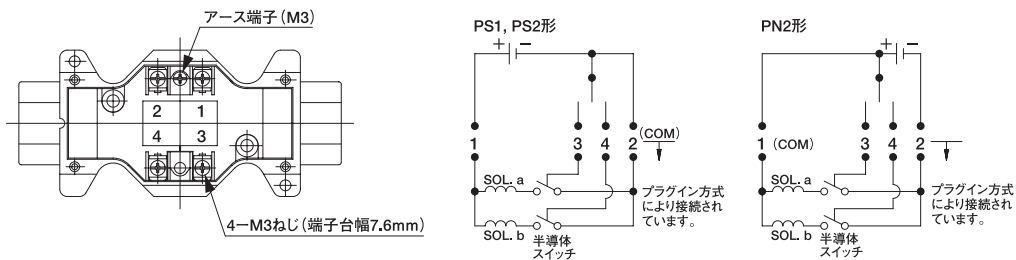 アース端子(M3)
2 1
4 3
4－M3ねじ(端子台幅7.6mm)
PS1, PS2形
＋ －
1 3 4 2 (COM)
SOL. a
SOL. b
半導体
スイッチ
プラグイン方式
により接続され
ています。
PN2形
＋ －
1 (COM) 3 4 2
SOL. a
SOL. b
半導体
スイッチ
プラグイン方式
により接続され
ています。